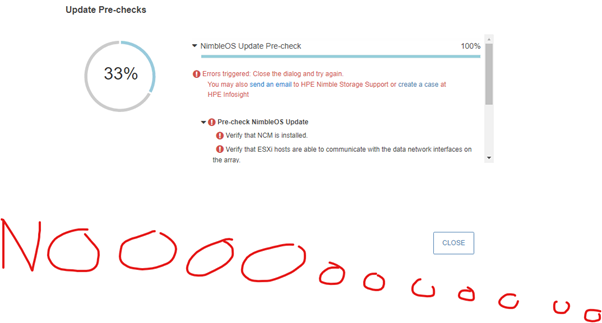 Update Pre-checks
33%
NimbleOS Update Pre-check 100%
Errors triggered: Close the dialog and try again.
You may also send an email to HPE Nimble Storage Support or create a case at
HPE Infosight
Pre-check NimbleOS Update
Verify that NCM is installed.
Verify that ESXi hosts are able to communicate with the data network interfaces on
the array.
CLOSE
NOOOOooooooo